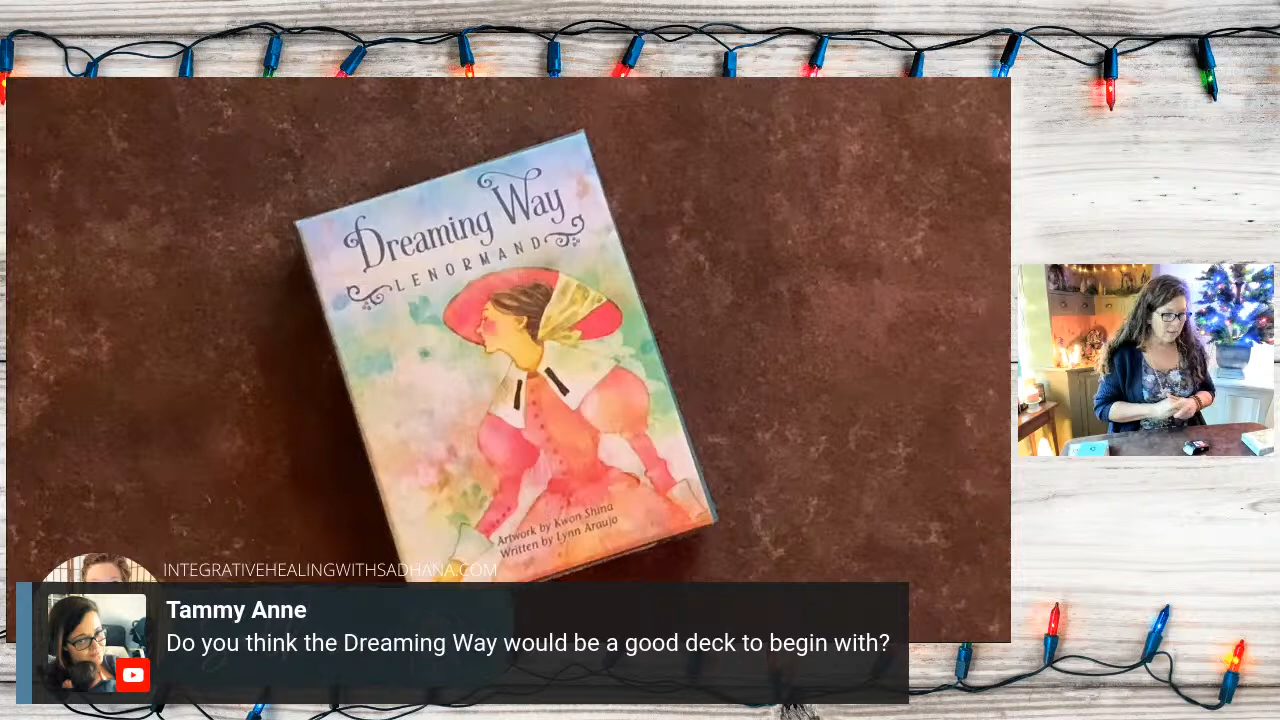 Dreaming Way
LENORMAND
Artwork by Kwon Shina
Written by Lynn Araujo
INTEGRATIVEHEALINGWITHSADHANA.COM
Tammy Anne
Do you think the Dreaming Way would be a good deck to begin with?